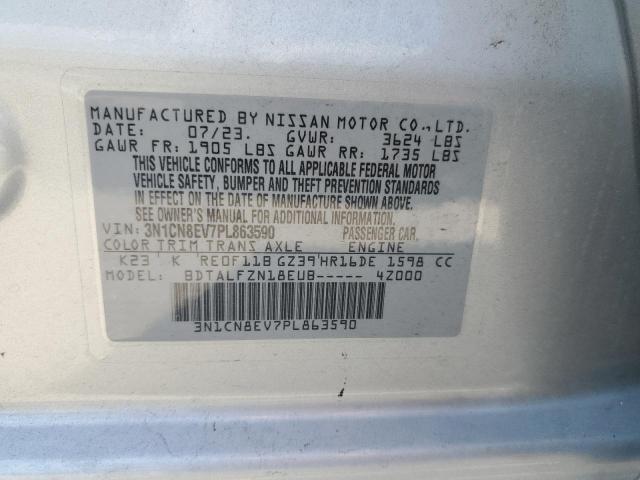 MANUFACTURED BY NISSAN MOTOR CO.,LTD.
DATE: 07/23. GVWR: 3624 LBS
GAWR FR: 1905 LBS GAWR RR: 1735 LBS
THIS VEHICLE CONFORMS TO ALL APPLICABLE FEDERAL MOTOR
VEHICLE SAFETY, BUMPER AND THEFT PREVENTION STANDARDS
IN EFFECT ON THE DATE OF MANUFACTURE SHOWN ABOVE.
SEE OWNER'S MANUAL FOR ADDITIONAL INFORMATION.
VIN: 3N1CN8EV7PL863590 PASSENGER CAR.
COLOR TRIM TRANS AXLE ENGINE
K23 K RE0F11B GZ39 HR16DE 1598 CC
MODEL: BDTALFZN18EUB----- 42000
3N1CN8EV7PL863590